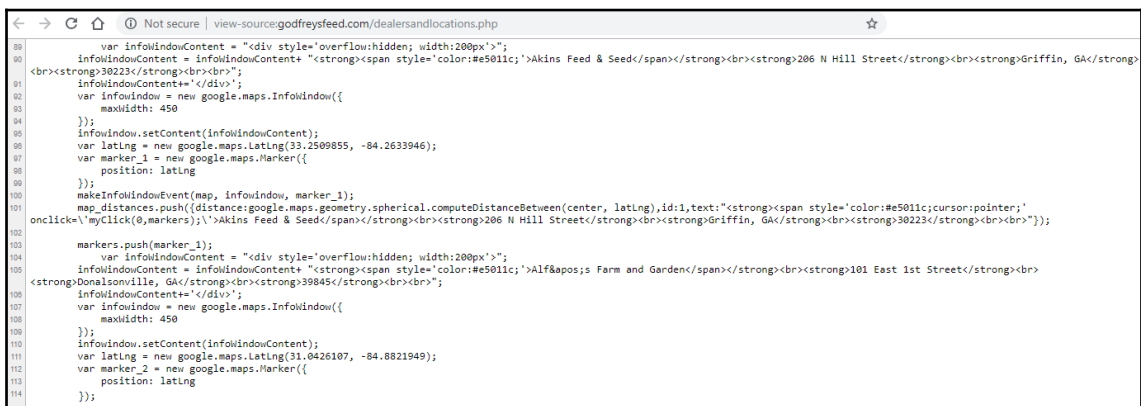 Not secure | view-source:godfreysfeed.com/dealersandlocations.php
89 var infoWindowContent = "<div style='overflow:hidden; width:200px'>";
90 infoWindowContent = infoWindowContent+ "<strong><span style='color:#e5011c;'>Akins Feed & Seed</span></strong><br><strong>206 N Hill Street</strong><br><strong>Griffin, GA</strong>
<br><strong>30223</strong><br><br>";
91 infoWindowContent+='</div>';
92 var infowindow = new google.maps.InfoWindow({
93 maxWidth: 450
94 });
95 infowindow.setContent(infoWindowContent);
96 var latLng = new google.maps.LatLng(33.2509855, -84.2633946);
97 var marker_1 = new google.maps.Marker({
98 position: latLng
99 });
100 makeInfoWindowEvent(map, infowindow, marker_1);
101 map_distances.push({distance:google.maps.geometry.spherical.computeDistanceBetween(center, latLng),id:1,text:"<strong><span style='color:#e5011c;cursor:pointer;'
onclick=\'myClick(0,markers);\'>Akins Feed & Seed</span></strong><br><strong>206 N Hill Street</strong><br><strong>Griffin, GA</strong><br><strong>30223</strong><br><br>"});
102
103 markers.push(marker_1);
104 var infoWindowContent = "<div style='overflow:hidden; width:200px'>";
105 infoWindowContent = infoWindowContent+ "<strong><span style='color:#e5011c;'>Alf&apos;s Farm and Garden</span></strong><br><strong>101 East 1st Street</strong><br>
<strong>Donalsonville, GA</strong><br><strong>39845</strong><br><br>";
106 infoWindowContent+='</div>';
107 var infowindow = new google.maps.InfoWindow({
108 maxWidth: 450
109 });
110 infowindow.setContent(infoWindowContent);
111 var latLng = new google.maps.LatLng(31.0426107, -84.8821949);
112 var marker_2 = new google.maps.Marker({
113 position: latLng
114 });